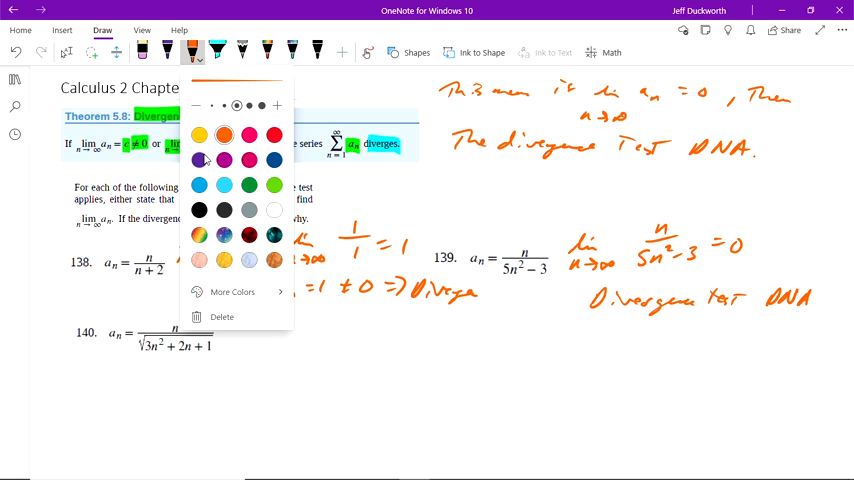 OneNote for Windows 10
Jeff Duckworth
Home Insert Draw View Help
Shapes Ink to Shape Ink to Text Math Share
Calculus 2 Chapte
This mean if lim n→∞ an = 0, Then
The divergence Test DNA.
Theorem 5.8: Divergen
If lim n→∞ an = c ≠ 0 or lim
e series ∞ ∑ n = 1 an diverges.
For each of the following
e test
applies, either state that
find
lim n→∞ an. If the divergenc
why.
138. an = n / n + 2
lim n→∞ 1/1 = 1
= 1 ≠ 0 => Diverge
139. an = n / 5n² − 3
lim n→∞ n / 5n²−3 = 0
Divergence test DNA
140. an = n / √3n² + 2n + 1
More Colors
Delete